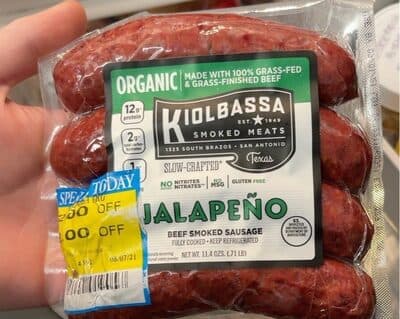 ORGANIC MADE WITH 100% GRASS-FED
& GRASS-FINISHED BEEF
12g
protein
KIOLBASSA
EST ★ 1949
SMOKED MEATS
1325 SOUTH BRAZOS • SAN ANTONIO
2g
Texas
SLOW-CRAFTED*
NO NITRITES NO MSG GLUTEN FREE
NITRATES**
TODAY
OFF
OFF
JALAPEÑO
BEEF SMOKED SAUSAGE
FULLY COOKED • KEEP REFRIGERATED
NET WT. 11.4 OZS. (.71 LB)